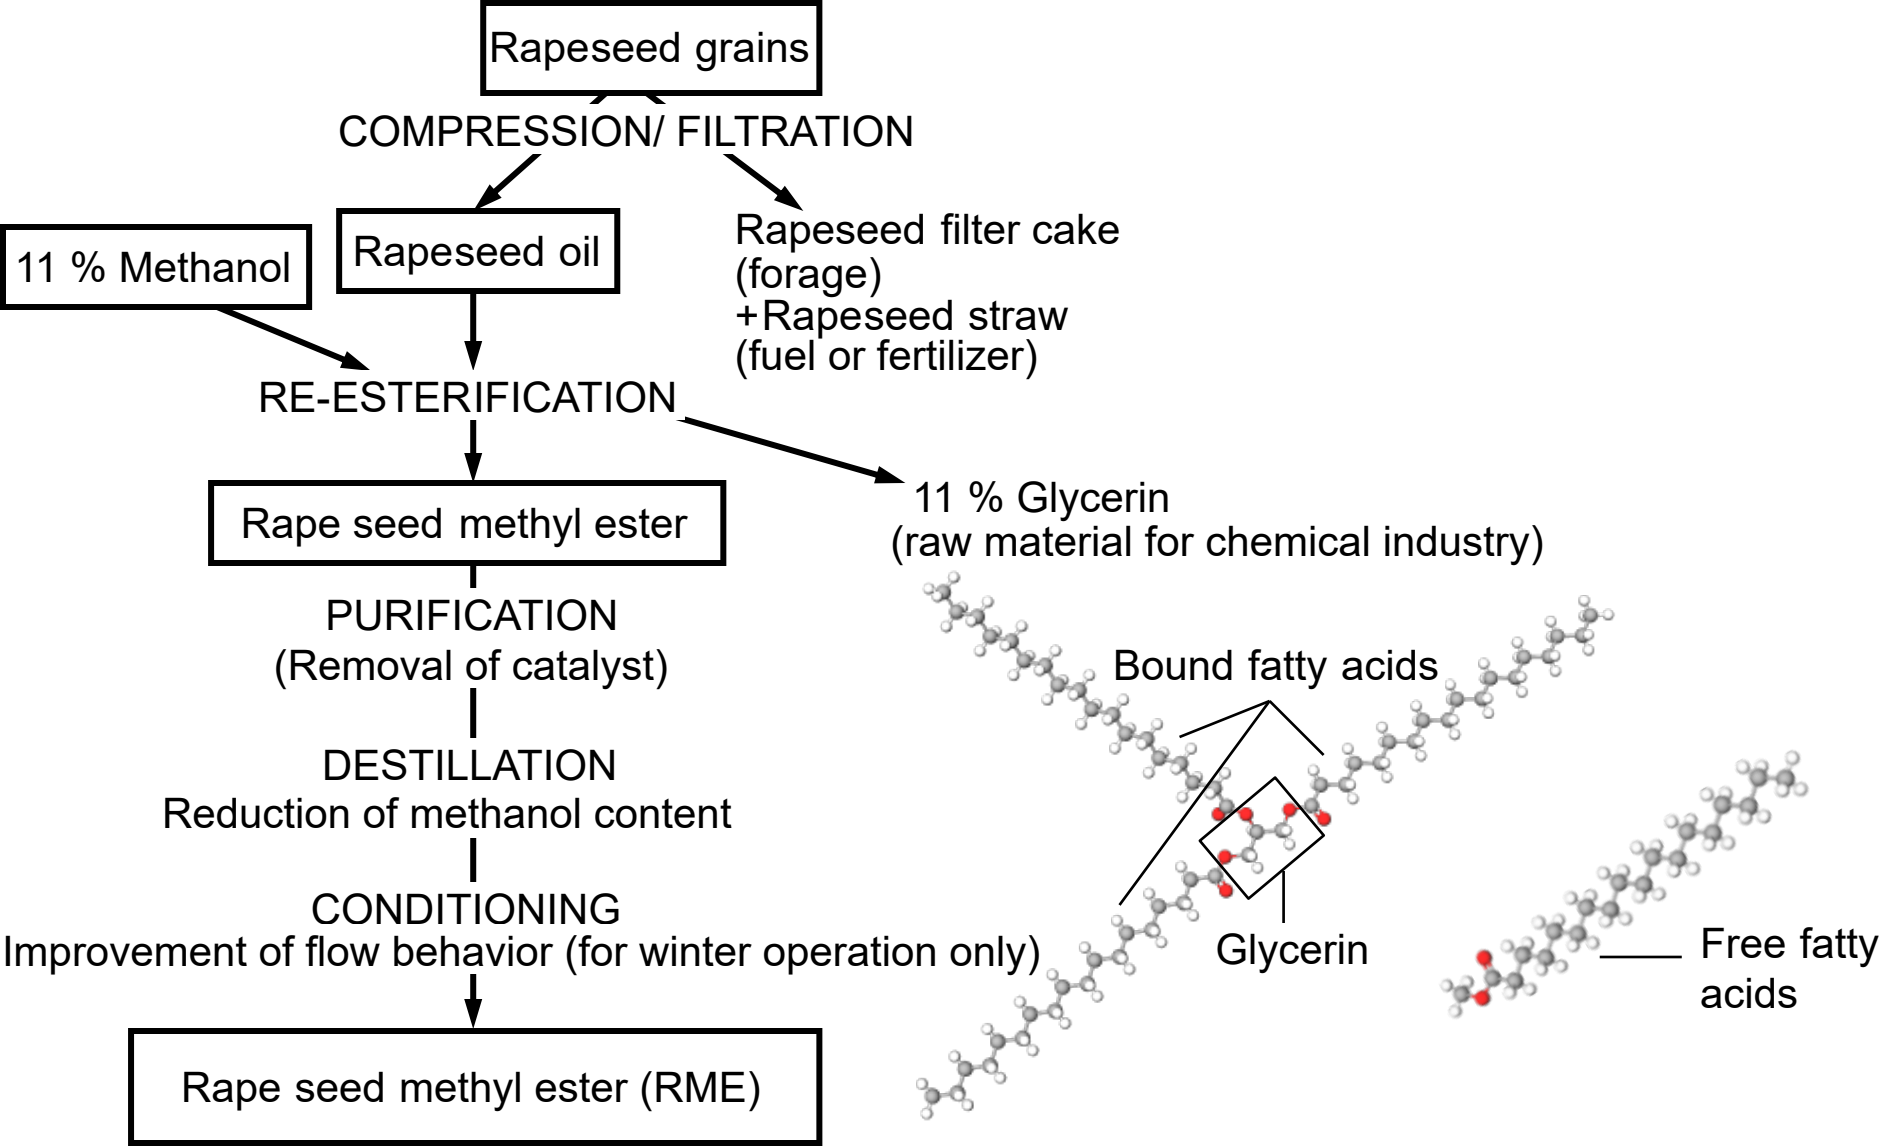 Rapeseed grains
COMPRESSION/ FILTRATION
11 % Methanol
Rapeseed oil
Rapeseed filter cake
(forage)
+Rapeseed straw
(fuel or fertilizer)
RE-ESTERIFICATION
11 % Glycerin
(raw material for chemical industry)
Rape seed methyl ester
PURIFICATION
(Removal of catalyst)
DESTILLATION
Reduction of methanol content
CONDITIONING
Improvement of flow behavior (for winter operation only)
Rape seed methyl ester (RME)
Bound fatty acids
Glycerin
Free fatty
acids